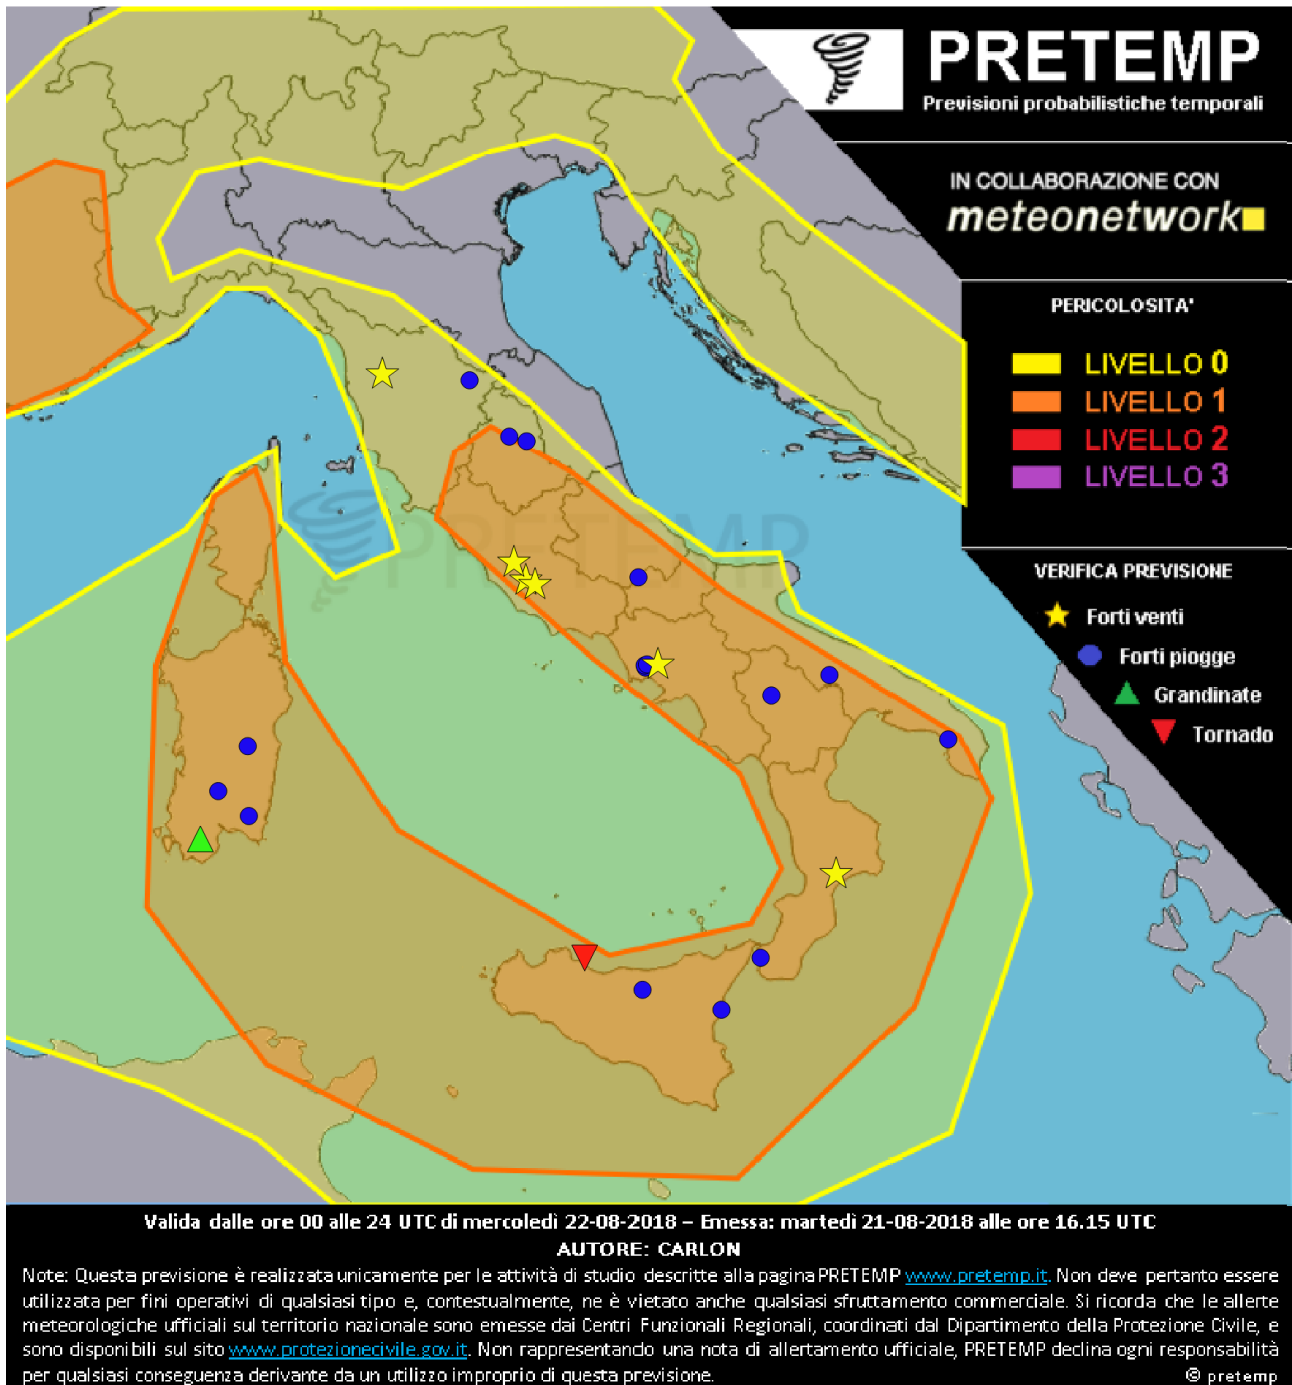 PRETEMP
Previsioni probabilistiche temporali
IN COLLABORAZIONE CON
meteonetwork
PERICOLOSITA'
LIVELLO 0
LIVELLO 1
LIVELLO 2
LIVELLO 3
PRETEMP
VERIFICA PREVISIONE
Forti venti
Forti piogge
Grandinate
Tornado
Valida dalle ore 00 alle 24 UTC di mercoledì 22-08-2018 – Emessa: martedì 21-08-2018 alle ore 16.15 UTC
AUTORE: CARLON
Note: Questa previsione è realizzata unicamente per le attività di studio descritte alla pagina PRETEMP www.pretemp.it. Non deve pertanto essere
utilizzata per fini operativi di qualsiasi tipo e, contestualmente, ne è vietato anche qualsiasi sfruttamento commerciale. Si ricorda che le allerte
meteorologiche ufficiali sul territorio nazionale sono emesse dai Centri Funzionali Regionali, coordinati dal Dipartimento della Protezione Civile, e
sono disponibili sul sito www.protezionecivile.gov.it. Non rappresentando una nota di allertamento ufficiale, PRETEMP declina ogni responsabilità
per qualsiasi conseguenza derivante da un utilizzo improprio di questa previsione.
© pretemp